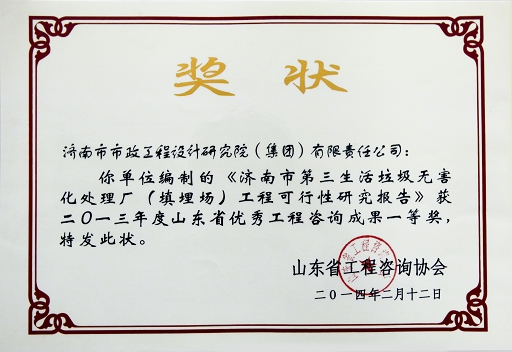 奖状
济南市市政工程设计研究院（集团）有限责任公司：
你单位编制的《济南市第三生活垃圾无害
化处理厂（填埋场）工程可行性研究报告》获
二〇一三年度山东省优秀工程咨询成果一等奖，
特发此状。
山东省工程咨询协会
二〇一四年二月十二日